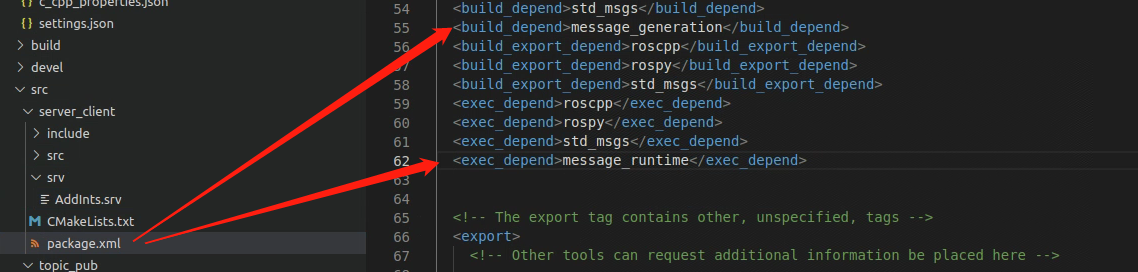 c_cpp_properties.json
{} settings.json
> build
> devel
src
server_client
> include
> src
srv
AddInts.srv
CMakeLists.txt
package.xml
topic_pub
54 <build_depend>std_msgs</build_depend>
55 <build_depend>message_generation</build_depend>
56 <build_export_depend>roscpp</build_export_depend>
57 <build_export_depend>rospy</build_export_depend>
58 <build_export_depend>std_msgs</build_export_depend>
59 <exec_depend>roscpp</exec_depend>
60 <exec_depend>rospy</exec_depend>
61 <exec_depend>std_msgs</exec_depend>
62 <exec_depend>message_runtime</exec_depend>
63
64
65 <!-- The export tag contains other, unspecified, tags -->
66 <export>
67 <!-- Other tools can request additional information be placed here -->